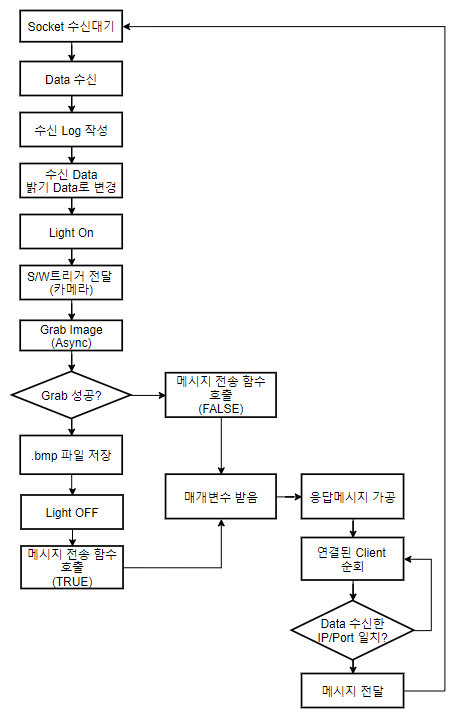 Socket 수신대기
Data 수신
수신 Log 작성
수신 Data
밝기 Data로 변경
Light On
S/W트리거 전달
(카메라)
Grab Image
(Async)
Grab 성공?
메시지 전송 함수
호출
(FALSE)
.bmp 파일 저장
Light OFF
메시지 전송 함수
호출
(TRUE)
매개변수 받음
응답메시지 가공
연결된 Client
순회
Data 수신한
IP/Port 일치?
메시지 전달